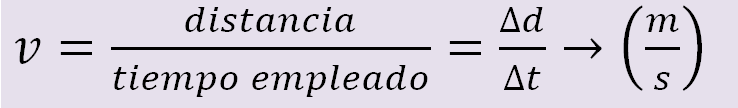 v = distancia / tiempo empleado = Δd / Δt → (m / s)